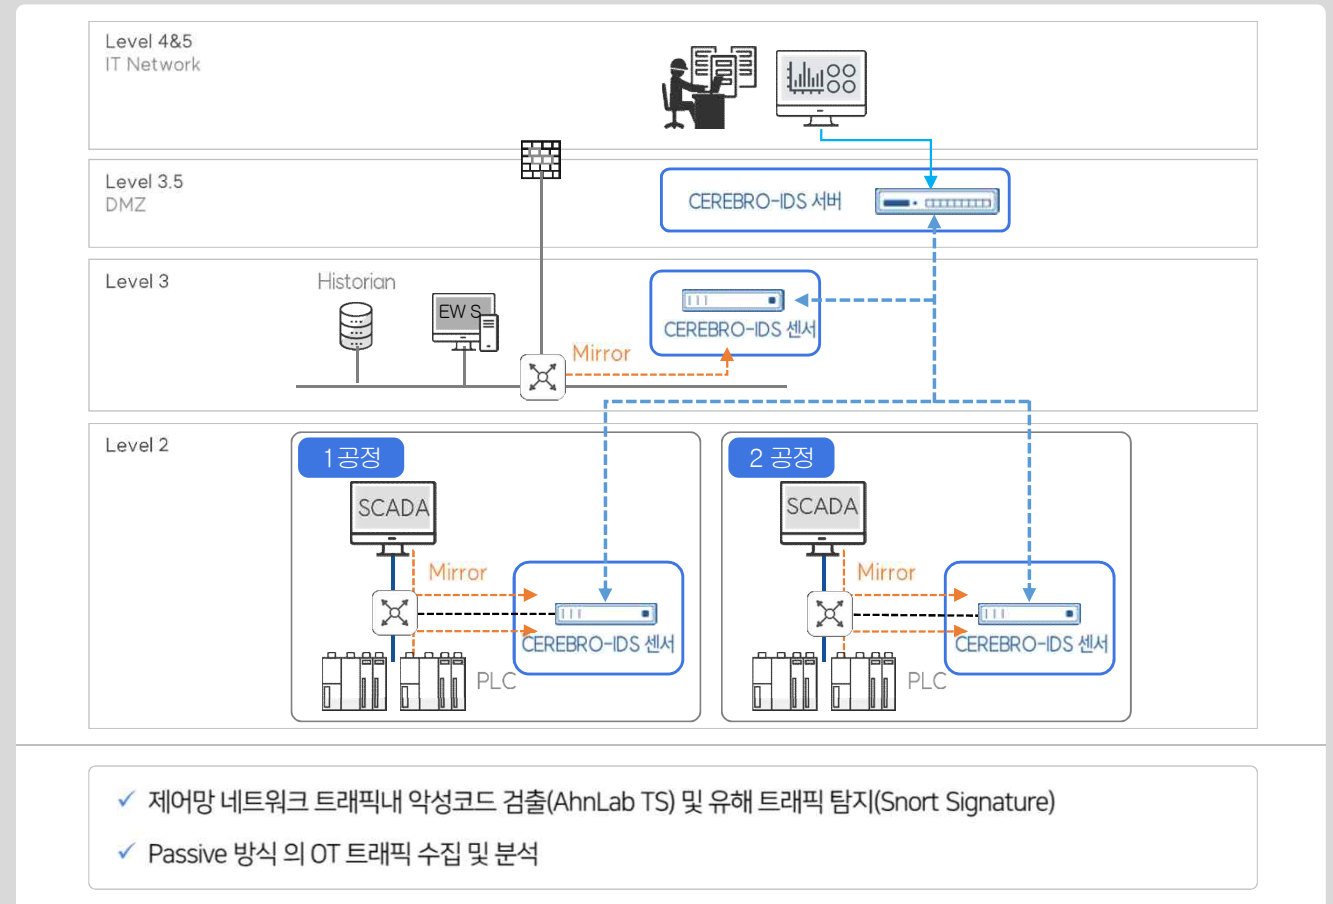 Level 4&5
IT Network
Level 3.5
DMZ
CEREBRO-IDS 서버
Level 3
Historian
EW S
CEREBRO-IDS 센서
Mirror
Level 2
1공정
SCADA
Mirror
CEREBRO-IDS 센서
PLC
2 공정
SCADA
Mirror
CEREBRO-IDS 센서
PLC
✓ 제어망 네트워크 트래픽내 악성코드 검출(AhnLab TS) 및 유해 트래픽 탐지(Snort Signature)
✓ Passive 방식 의 OT 트래픽 수집 및 분석